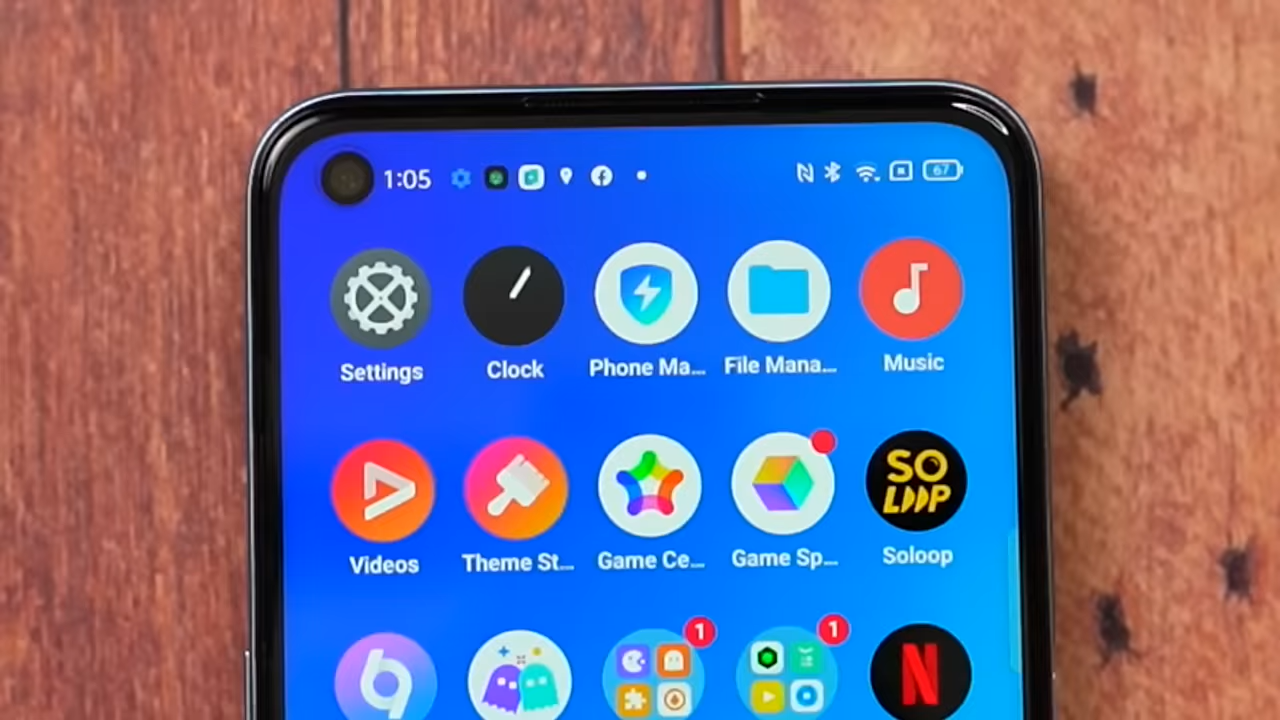 1:05
67
Settings
Clock
Phone Ma...
File Mana...
Music
SO
LOOP
Videos
Theme St...
Game Ce...
Game Sp...
Soloop
1
1
N